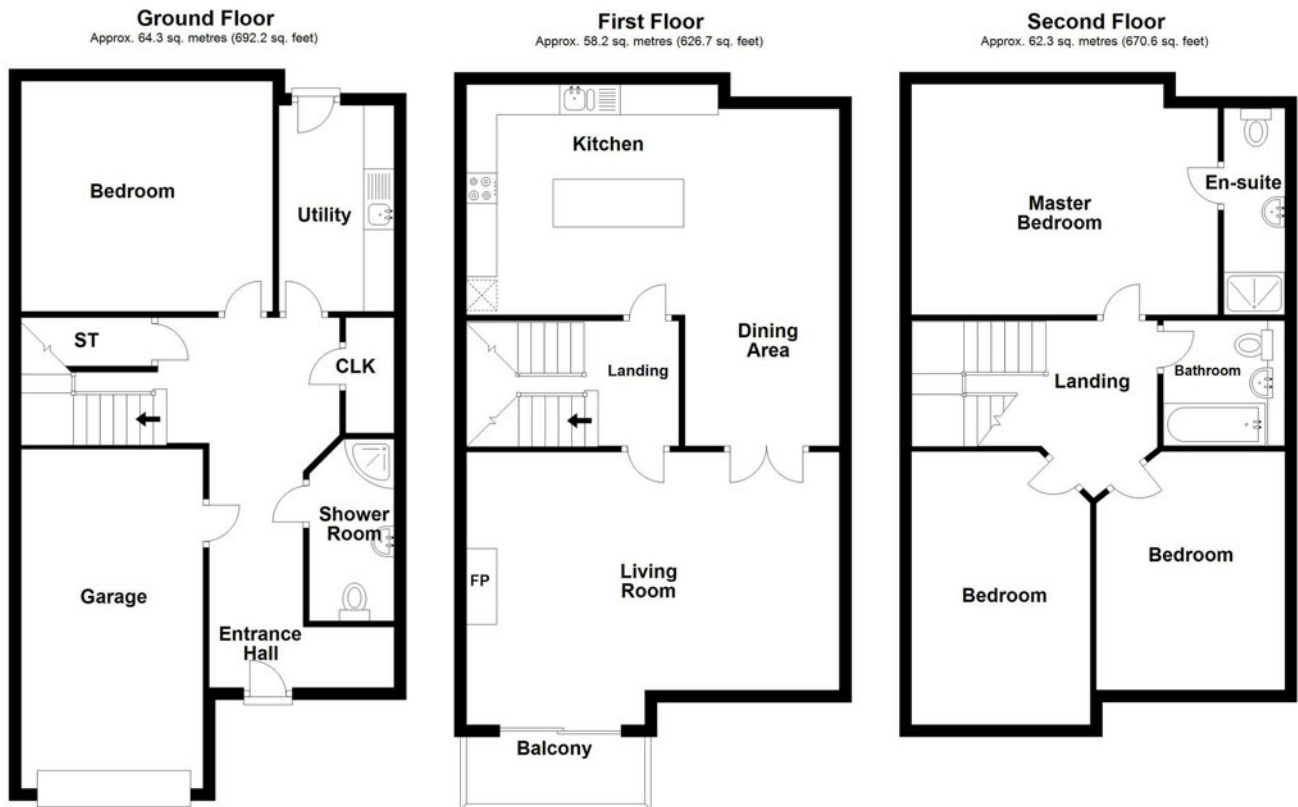 Ground Floor
Approx. 64.3 sq. metres (692.2 sq. feet)
Bedroom
Utility
ST
CLK
Shower
Room
Garage
Entrance
Hall
First Floor
Approx. 58.2 sq. metres (626.7 sq. feet)
Kitchen
Dining
Area
Landing
FP
Living
Room
Balcony
Second Floor
Approx. 62.3 sq. metres (670.6 sq. feet)
Master
Bedroom
En-suite
Landing
Bathroom
Bedroom
Bedroom